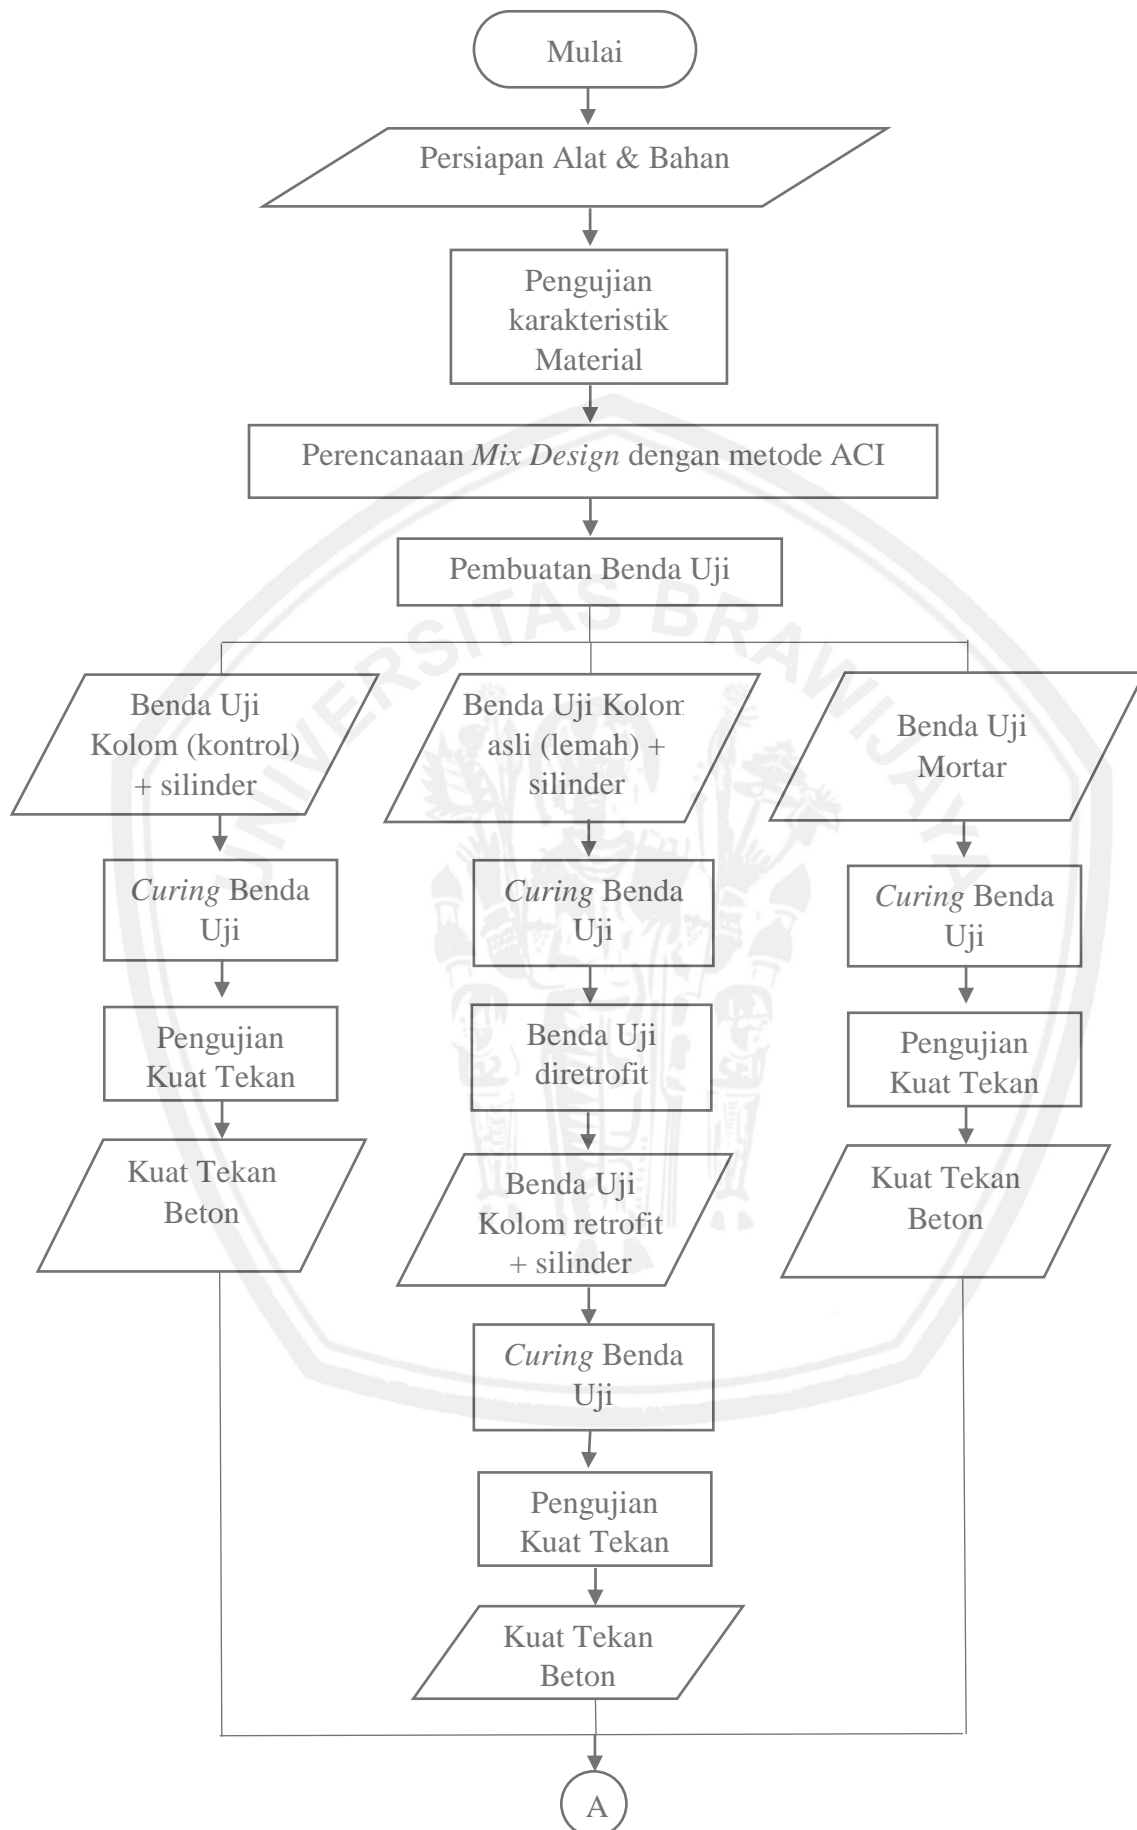 Mulai
Persiapan Alat & Bahan
Pengujian
karakteristik
Material
Perencanaan Mix Design dengan metode ACI
Pembuatan Benda Uji
UNIVERSITAS BRAWIJAYA
Benda Uji
Kolom (kontrol)
+ silinder
Curing Benda
Uji
Pengujian
Kuat Tekan
Kuat Tekan
Beton
Benda Uji Kolom
asli (lemah) +
silinder
Curing Benda
Uji
Benda Uji
diretrofit
Benda Uji
Kolom retrofit
+ silinder
Curing Benda
Uji
Pengujian
Kuat Tekan
Kuat Tekan
Beton
Benda Uji
Mortar
Curing Benda
Uji
Pengujian
Kuat Tekan
Kuat Tekan
Beton
A